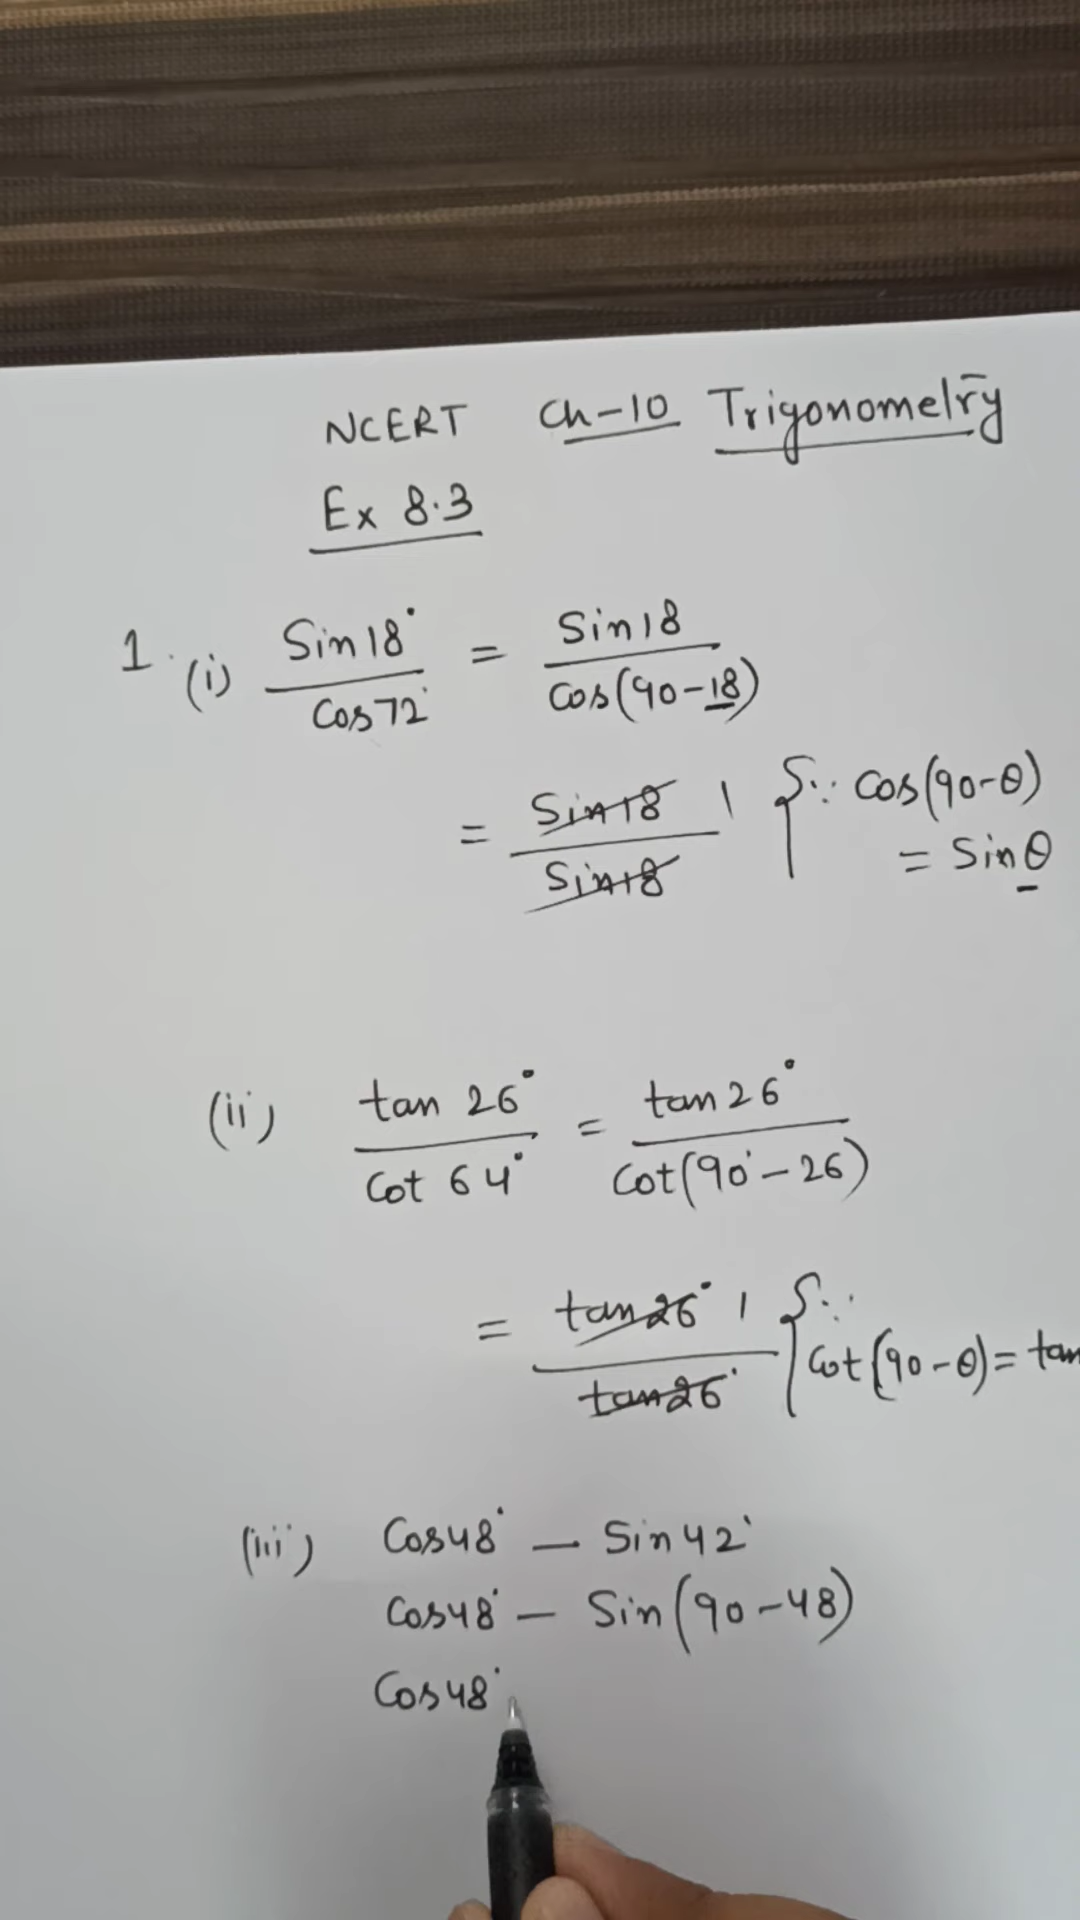 NCERT Ch-10 Trigonometry
Ex 8.3
1. (i) Sin18° / Cos72° = Sin18 / Cos(90-18)
= Sin18 / Sin18 1 { ∵ Cos(90-θ)
= Sinθ
(ii) tan 26° / Cot 64° = tan26° / Cot(90°-26)
= tan26° / tan26° 1 { ∵
Cot(90-θ)= tan
(iii) Cos48° - Sin42°
Cos48° - Sin(90-48)
Cos48°